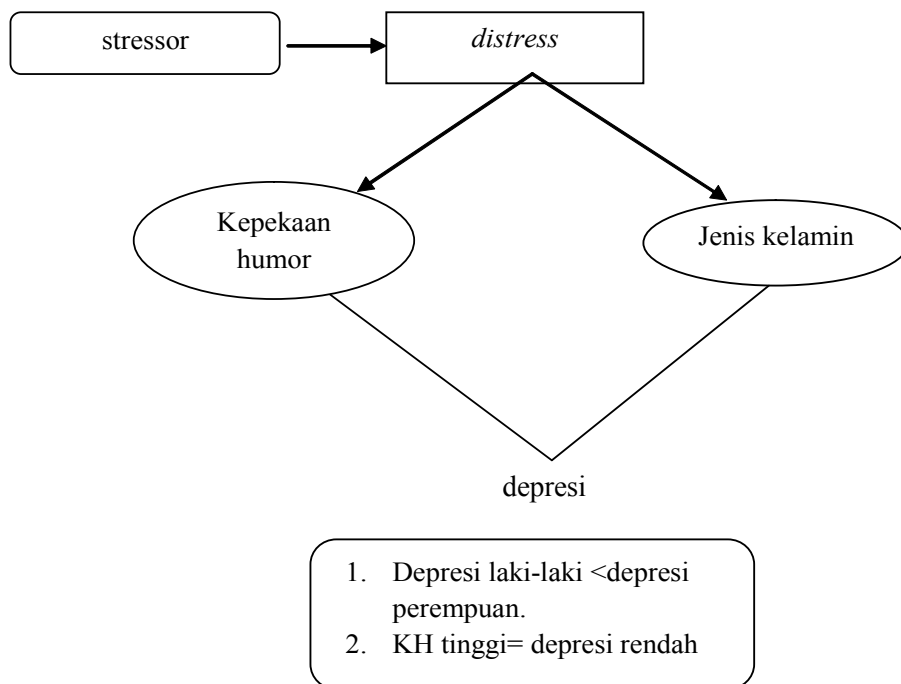 stressor
distress
Kepekaan
humor
Jenis kelamin
depresi
1. Depresi laki-laki <depresi
perempuan.
2. KH tinggi= depresi rendah